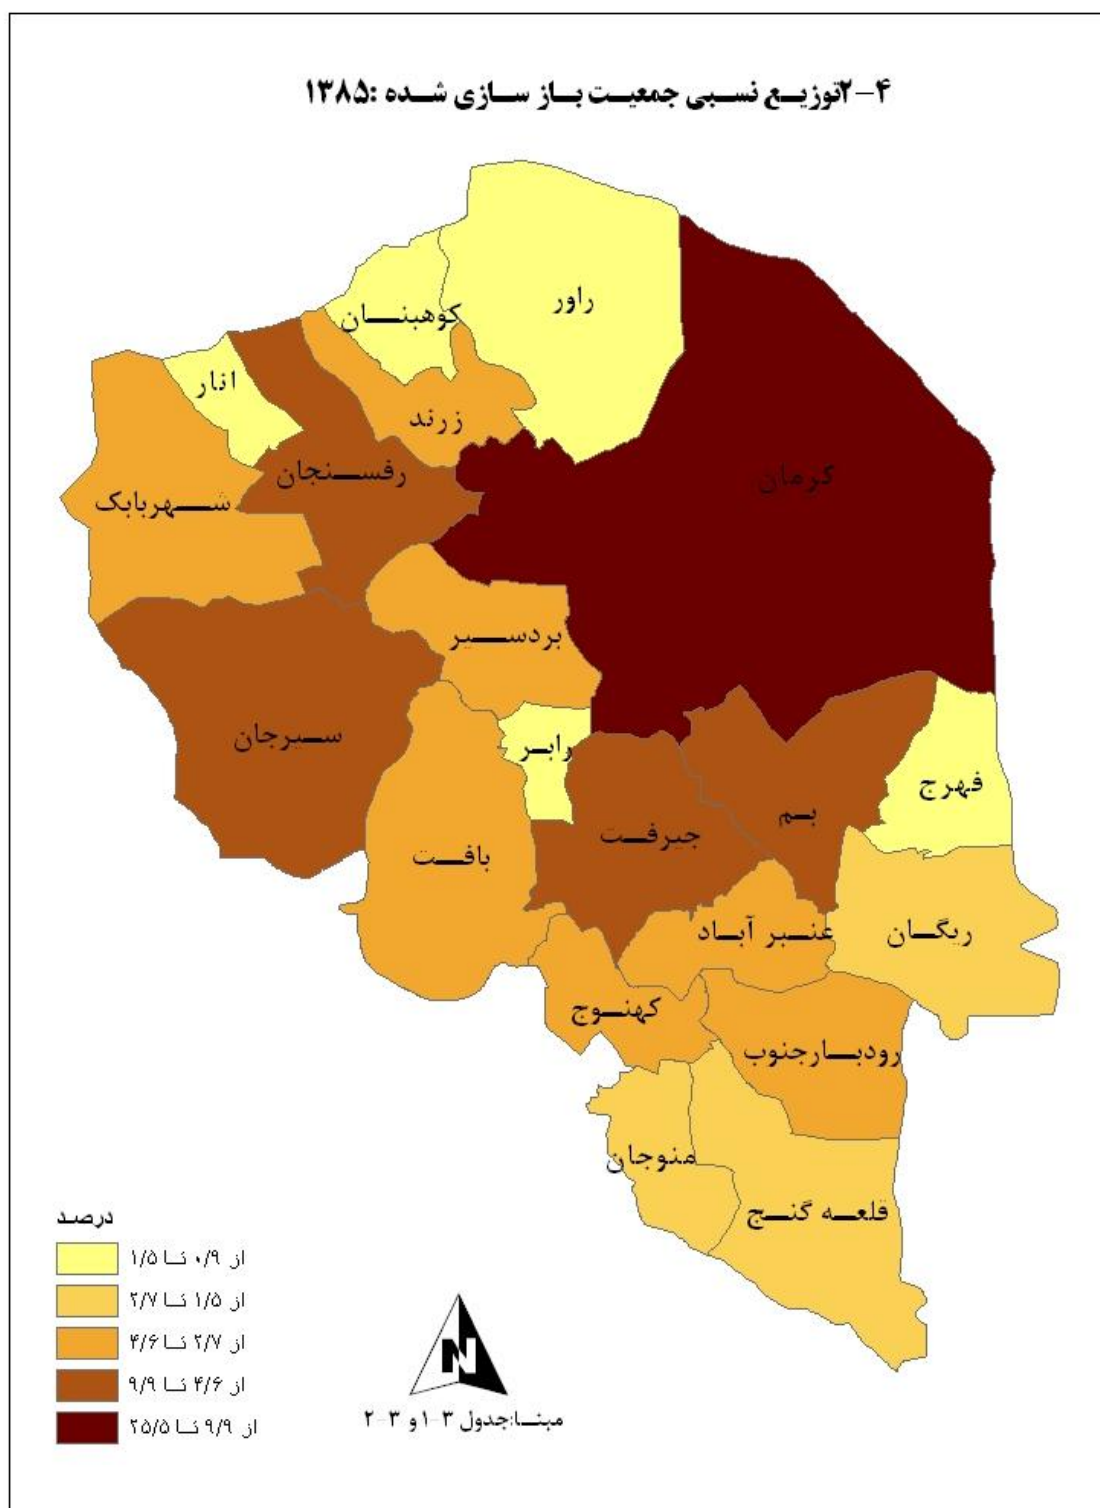 ۲-۴توزیع نسبی جمعیت باز سازی شده :۱۳۸۵
راور
کوهبنان
انار
زرند
رفسنجان
کرمان
شهربابک
بردسیر
سیرجان
رابر
فهرج
بم
جیرفت
بافت
عنبر آباد
ریگان
کهنوج
رودبارجنوب
منوجان
قلعه گنج
درصد
از ۰/۹ تا ۱/۵
از ۱/۵ تا ۲/۷
از ۲/۷ تا ۴/۶
از ۴/۶ تا ۹/۹
از ۹/۹ تا ۲۵/۵
N
مبنا:جدول ۳-۱ و ۳-۲